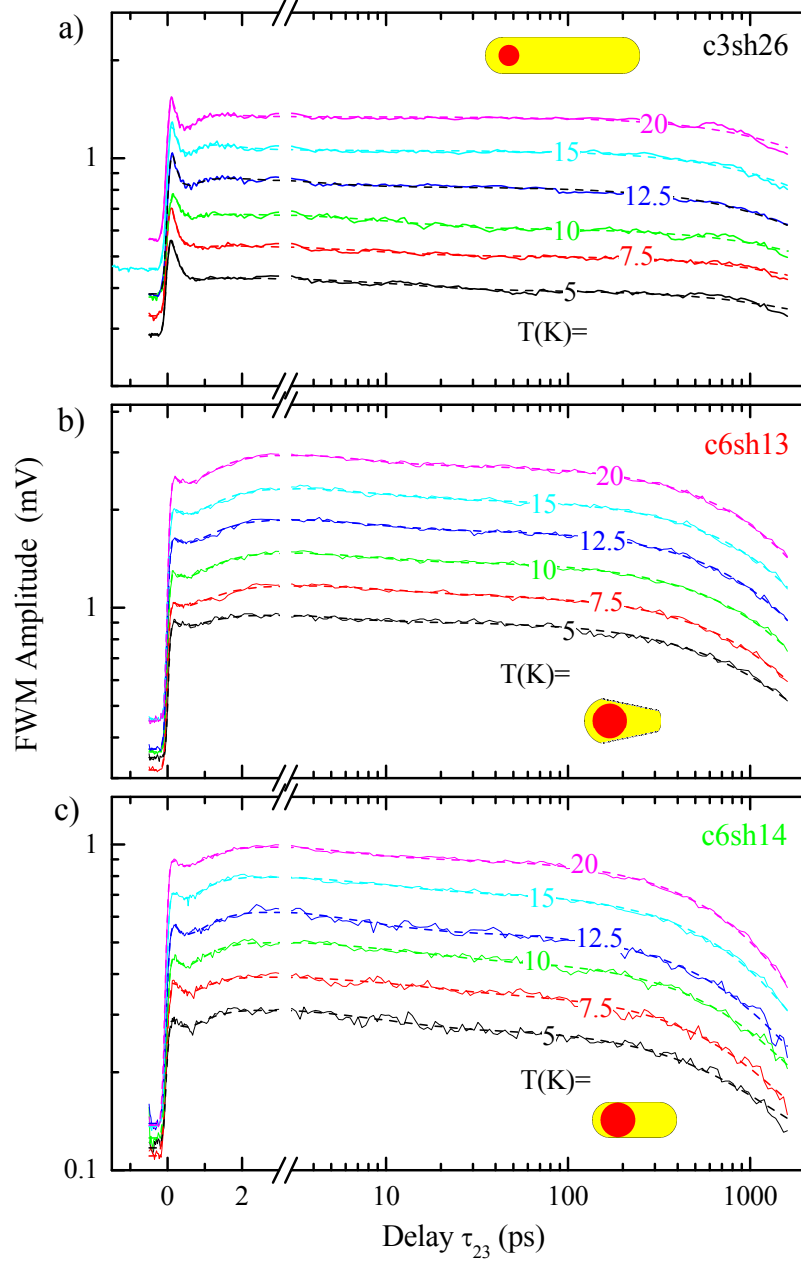 a)
c3sh26
20
15
12.5
10
7.5
5
T(K)=
1
b)
c6sh13
20
15
12.5
10
7.5
5
T(K)=
1
FWM Amplitude (mV)
c)
c6sh14
1
20
15
12.5
10
7.5
5
T(K)=
0.1
0 2 10 100 1000
Delay τ₂₃ (ps)